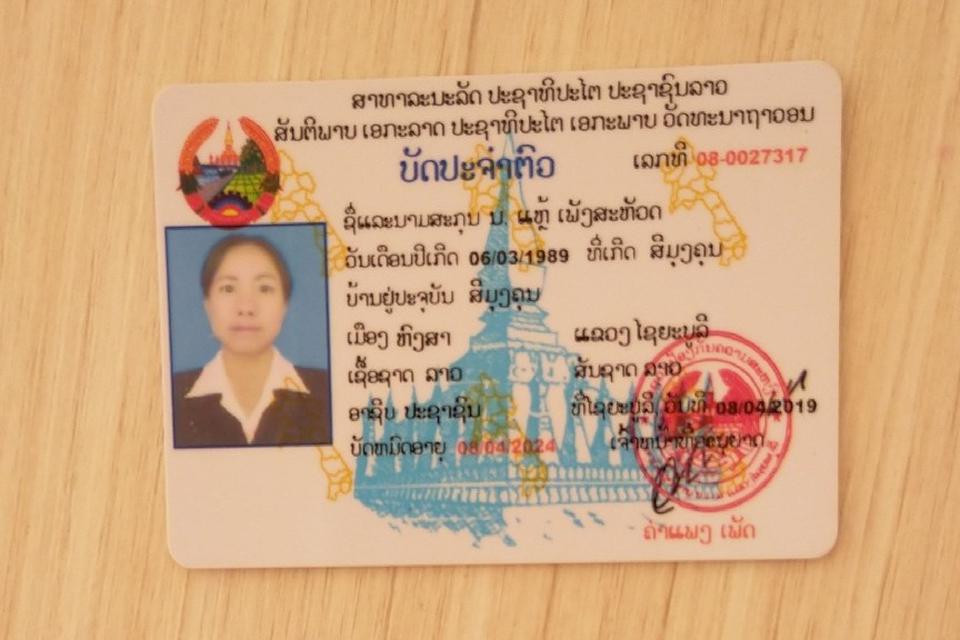 ສາທາລະນະລັດ ປະຊາທິປະໄຕ ປະຊາຊົນລາວ
ສັນຕິພາບ ເອກະລາດ ປະຊາທິປະໄຕ ເອກະພາບ ວັດທະນາຖາວອນ
ບັດປະຈຳຕົວ
ເລກທີ 08-0027317
ຊື່ແລະນາມສະກຸນ ນ. ແຫຼ້ ເພັງສະຫັວດ
ວັນເດືອນປີເກີດ 06/03/1989 ທີ່ເກີດ ສີມຸງຄຸນ
ບ້ານຢູ່ປະຈຸບັນ ສີມຸງຄຸນ
ເມືອງ ຫົງສາ ແຂວງ ໄຊຍະບູລີ
ເຊື້ອຊາດ ລາວ ສັນຊາດ ລາວ
ອາຊີບ ປະຊາຊົນ ທີ່ໄຊຍະບູລີ, ວັນທີ 08/04/2019
ບັດຫມົດອາຍຸ 08/04/2024 ເຈົ້າຫນ້າທີ່ອະນຸຍາດ
ຄຳແພງ ເພັດ